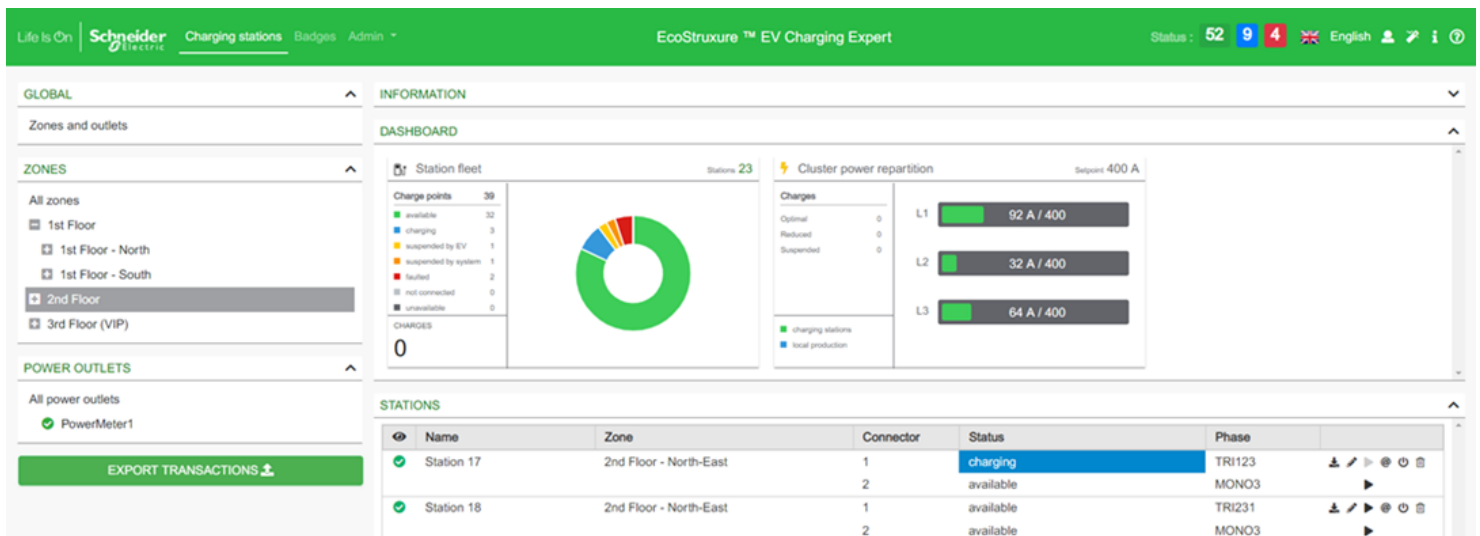 Life Is On | Schneider Electric Charging stations Badges Admin EcoStruxure ™ EV Charging Expert Status : 52 9 4 English
GLOBAL
Zones and outlets
ZONES
All zones
1st Floor
1st Floor - North
1st Floor - South
2nd Floor
3rd Floor (VIP)
POWER OUTLETS
All power outlets
PowerMeter1
EXPORT TRANSACTIONS
INFORMATION
DASHBOARD
Station fleet Stations 23
Charge points 39
available 32
charging 3
suspended by EV 1
suspended by system 1
faulted 2
not connected 0
unavailable 0
CHARGES
0
Cluster power repartition Setpoint 400 A
Charges
Optimal 0
Reduced 0
Suspended 0
charging stations
local production
L1 92 A / 400
L2 32 A / 400
L3 64 A / 400
STATIONS
Name Zone Connector Status Phase
Station 17 2nd Floor - North-East 1 charging TRI123
2 available MONO3
Station 18 2nd Floor - North-East 1 available TRI231
2 available MONO3